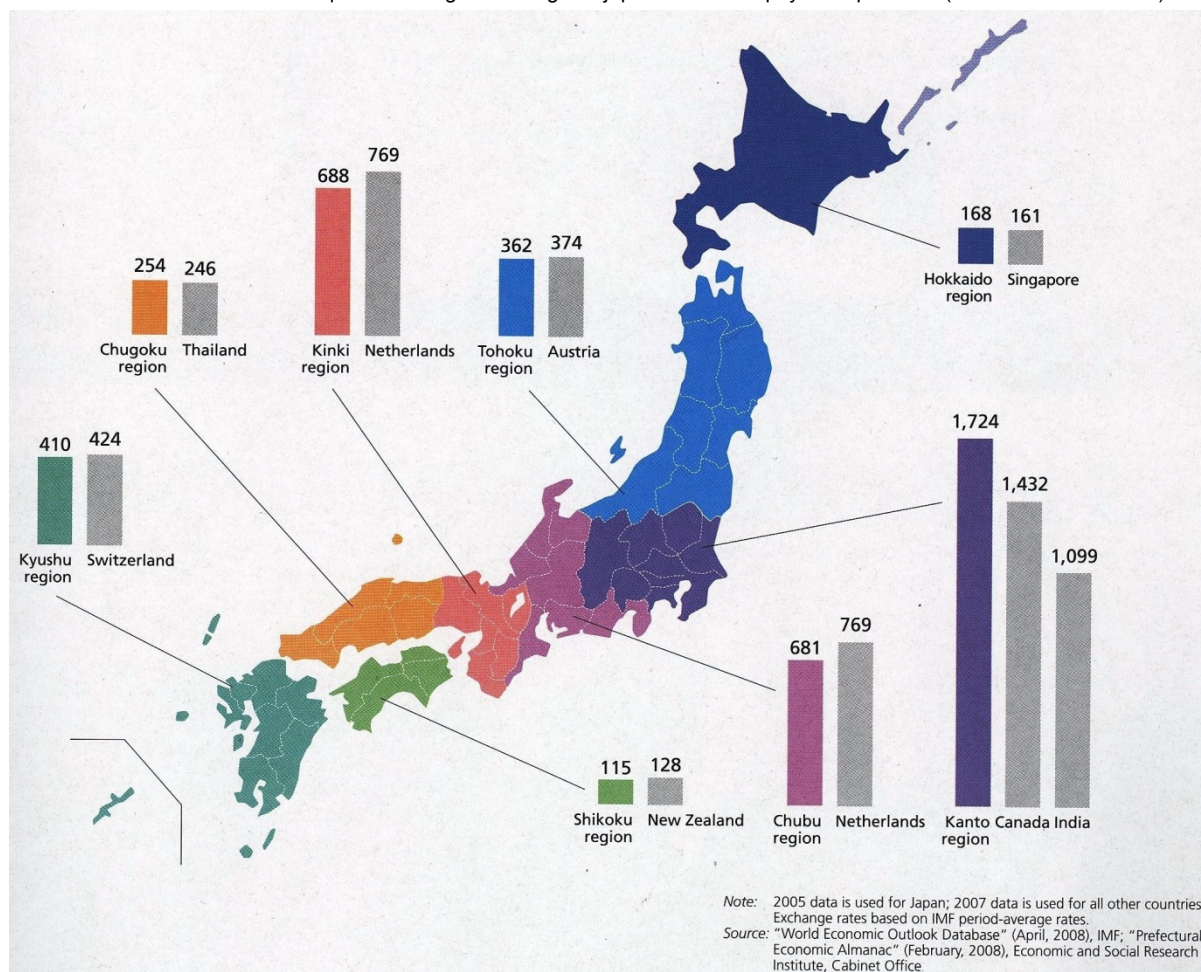 168 161
Hokkaido Singapore
region
688 769
Kinki Netherlands
region
362 374
Tohoku Austria
region
254 246
Chugoku Thailand
region
410 424
Kyushu Switzerland
region
1,724
1,432
1,099
Kanto Canada India
region
681 769
Chubu Netherlands
region
115 128
Shikoku New Zealand
region
Note: 2005 data is used for Japan; 2007 data is used for all other countries
Exchange rates based on IMF period-average rates.
Source: "World Economic Outlook Database" (April, 2008), IMF; "Prefectural
Economic Almanac" (February, 2008), Economic and Social Research
Institute, Cabinet Office